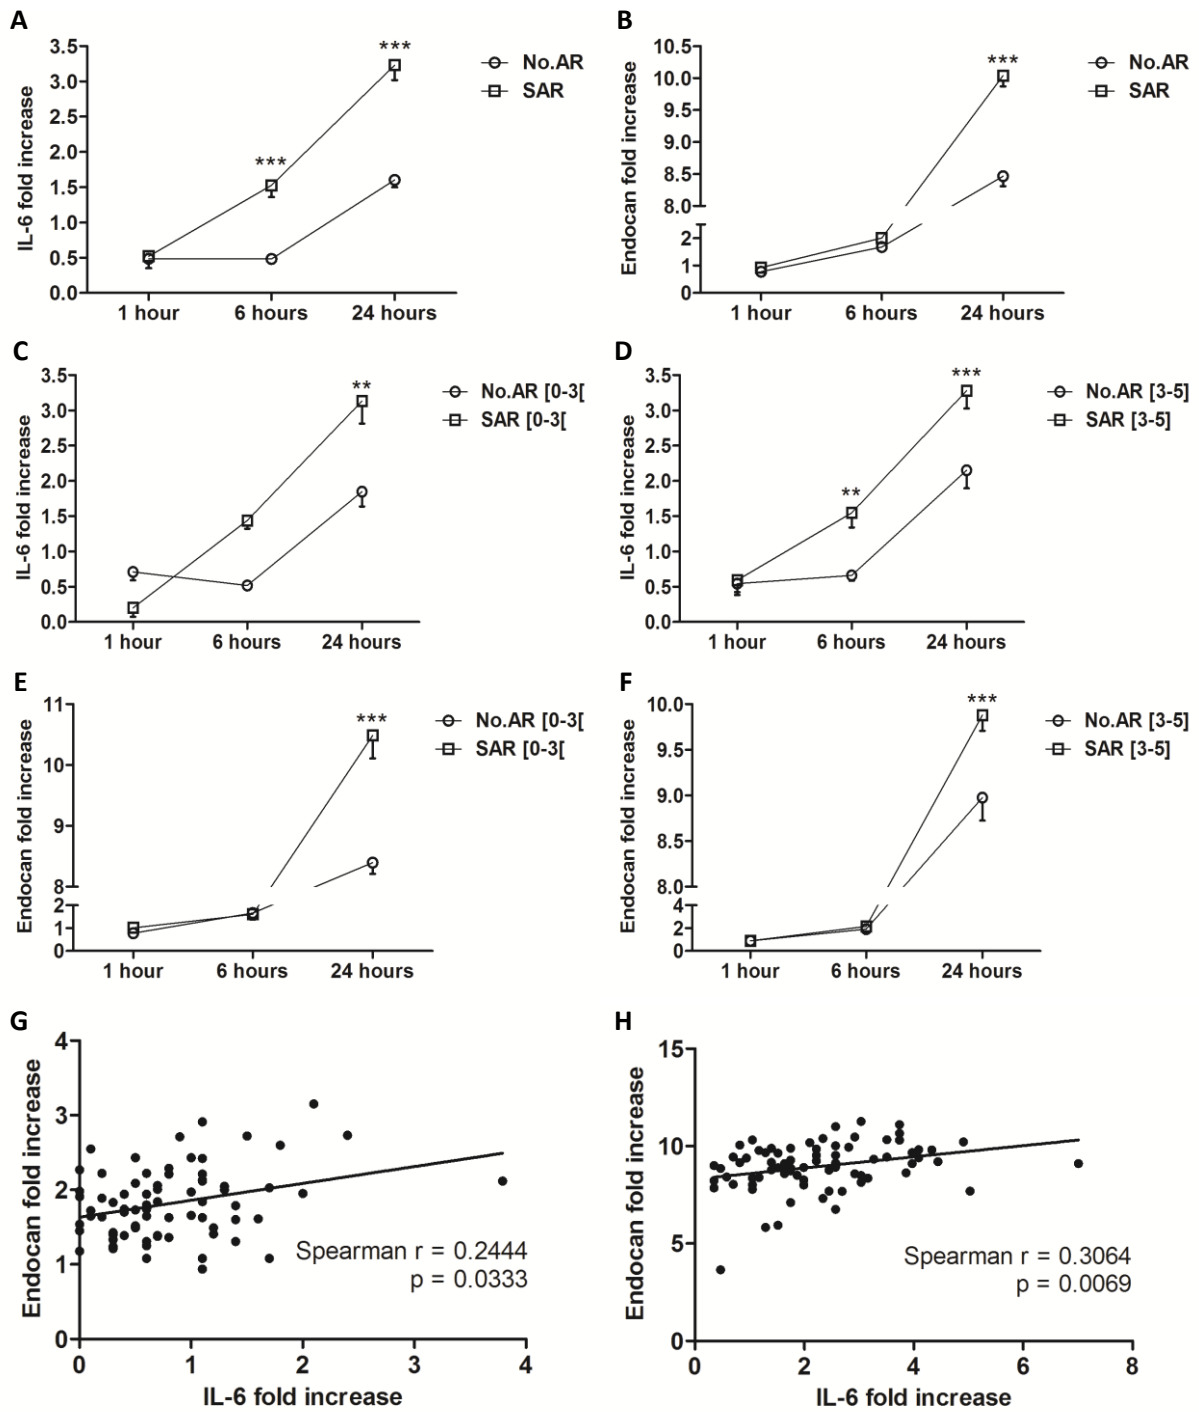 A
IL-6 fold increase
3.5
3.0
2.5
2.0
1.5
1.0
0.5
0.0
***
***
1 hour
6 hours
24 hours
No.AR
SAR
B
Endocan fold increase
10.5
10.0
9.5
9.0
8.5
8.0
2
1
0
***
1 hour
6 hours
24 hours
No.AR
SAR
C
IL-6 fold increase
3.5
3.0
2.5
2.0
1.5
1.0
0.5
0.0
**
1 hour
6 hours
24 hours
No.AR [0-3[
SAR [0-3[
D
IL-6 fold increase
3.5
3.0
2.5
2.0
1.5
1.0
0.5
0.0
**
***
1 hour
6 hours
24 hours
No.AR [3-5]
SAR [3-5]
E
Endocan fold increase
11
10
9
8
2
1
0
***
1 hour
6 hours
24 hours
No.AR [0-3[
SAR [0-3[
F
Endocan fold increase
10.0
9.5
9.0
8.5
8.0
4
2
0
***
1 hour
6 hours
24 hours
No.AR [3-5]
SAR [3-5]
G
Endocan fold increase
4
3
2
1
0
Spearman r = 0.2444
p = 0.0333
0 1 2 3 4
IL-6 fold increase
H
Endocan fold increase
15
10
5
0
Spearman r = 0.3064
p = 0.0069
0 2 4 6 8
IL-6 fold increase